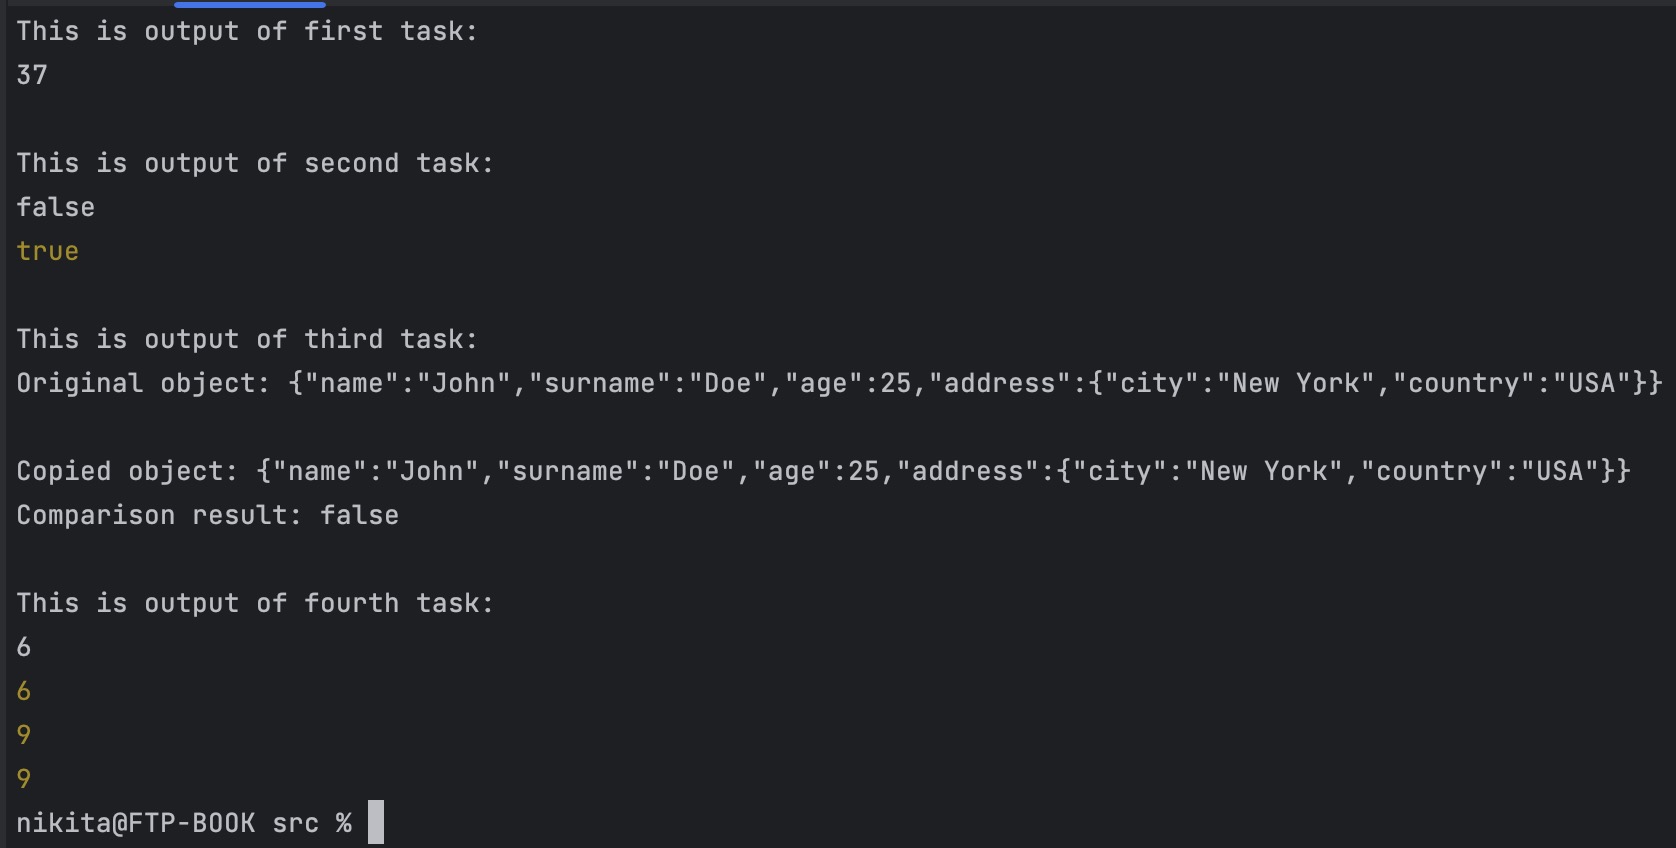 This is output of first task:
37
This is output of second task:
false
true
This is output of third task:
Original object: {"name":"John","surname":"Doe","age":25,"address":{"city":"New York","country":"USA"}}
Copied object: {"name":"John","surname":"Doe","age":25,"address":{"city":"New York","country":"USA"}}
Comparison result: false
This is output of fourth task:
6
6
9
9
nikita@FTP-BOOK src %